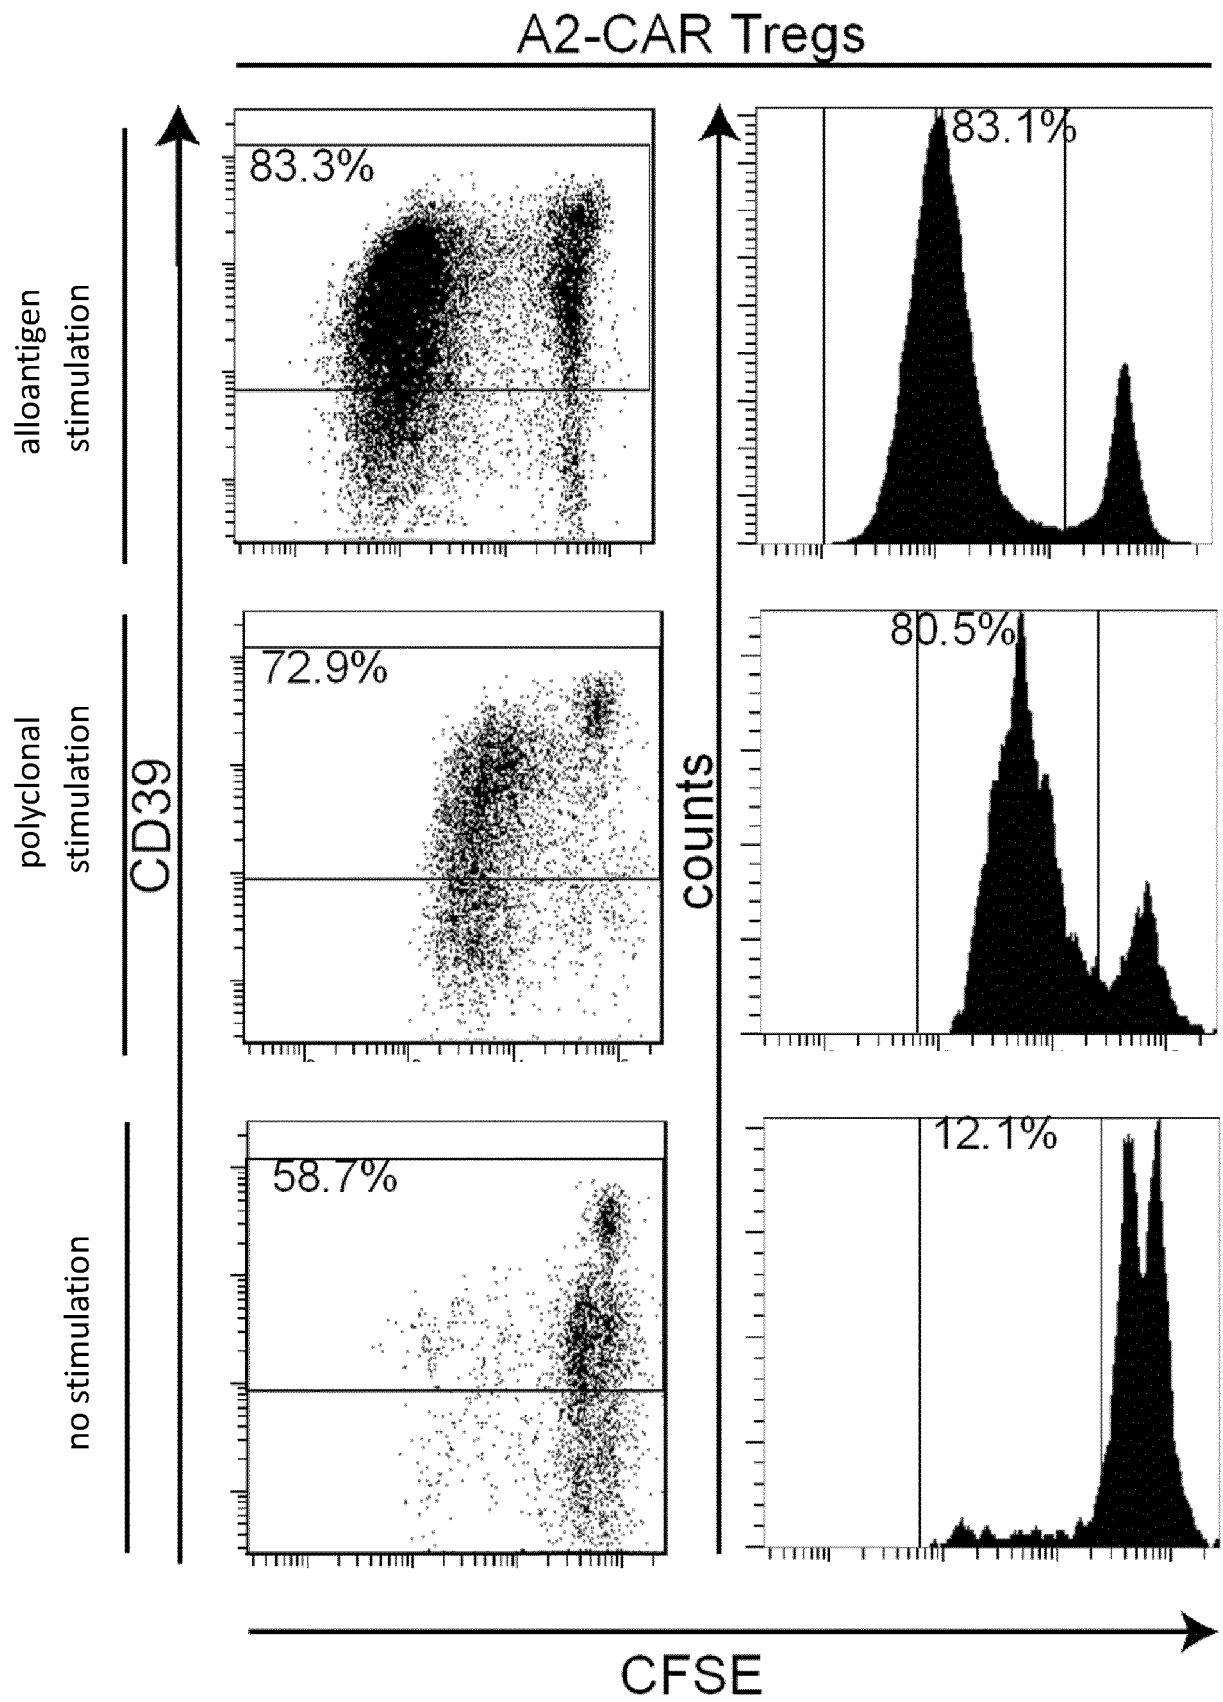 A2-CAR Tregs
alloantigen
stimulation
83.3%
83.1%
polyclonal
stimulation
CD39
72.9%
counts
80.5%
no stimulation
58.7%
12.1%
CFSE